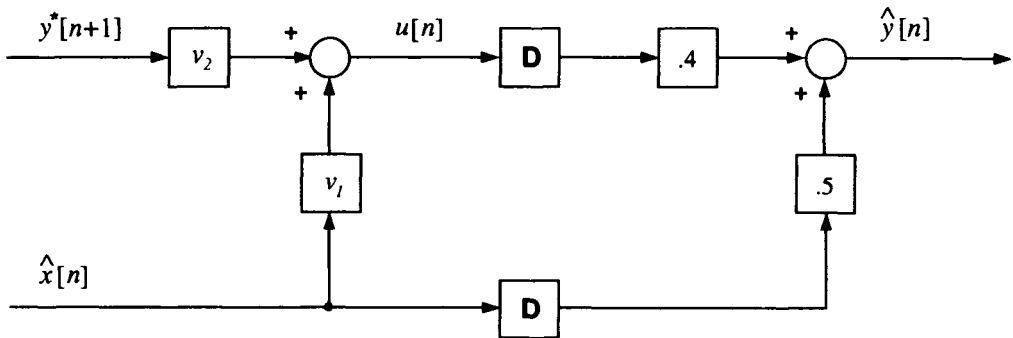 y*[n+1] u[n] ŷ[n]
v₂ + D .4 +
+ +
v₁ .5
x̂[n]
D